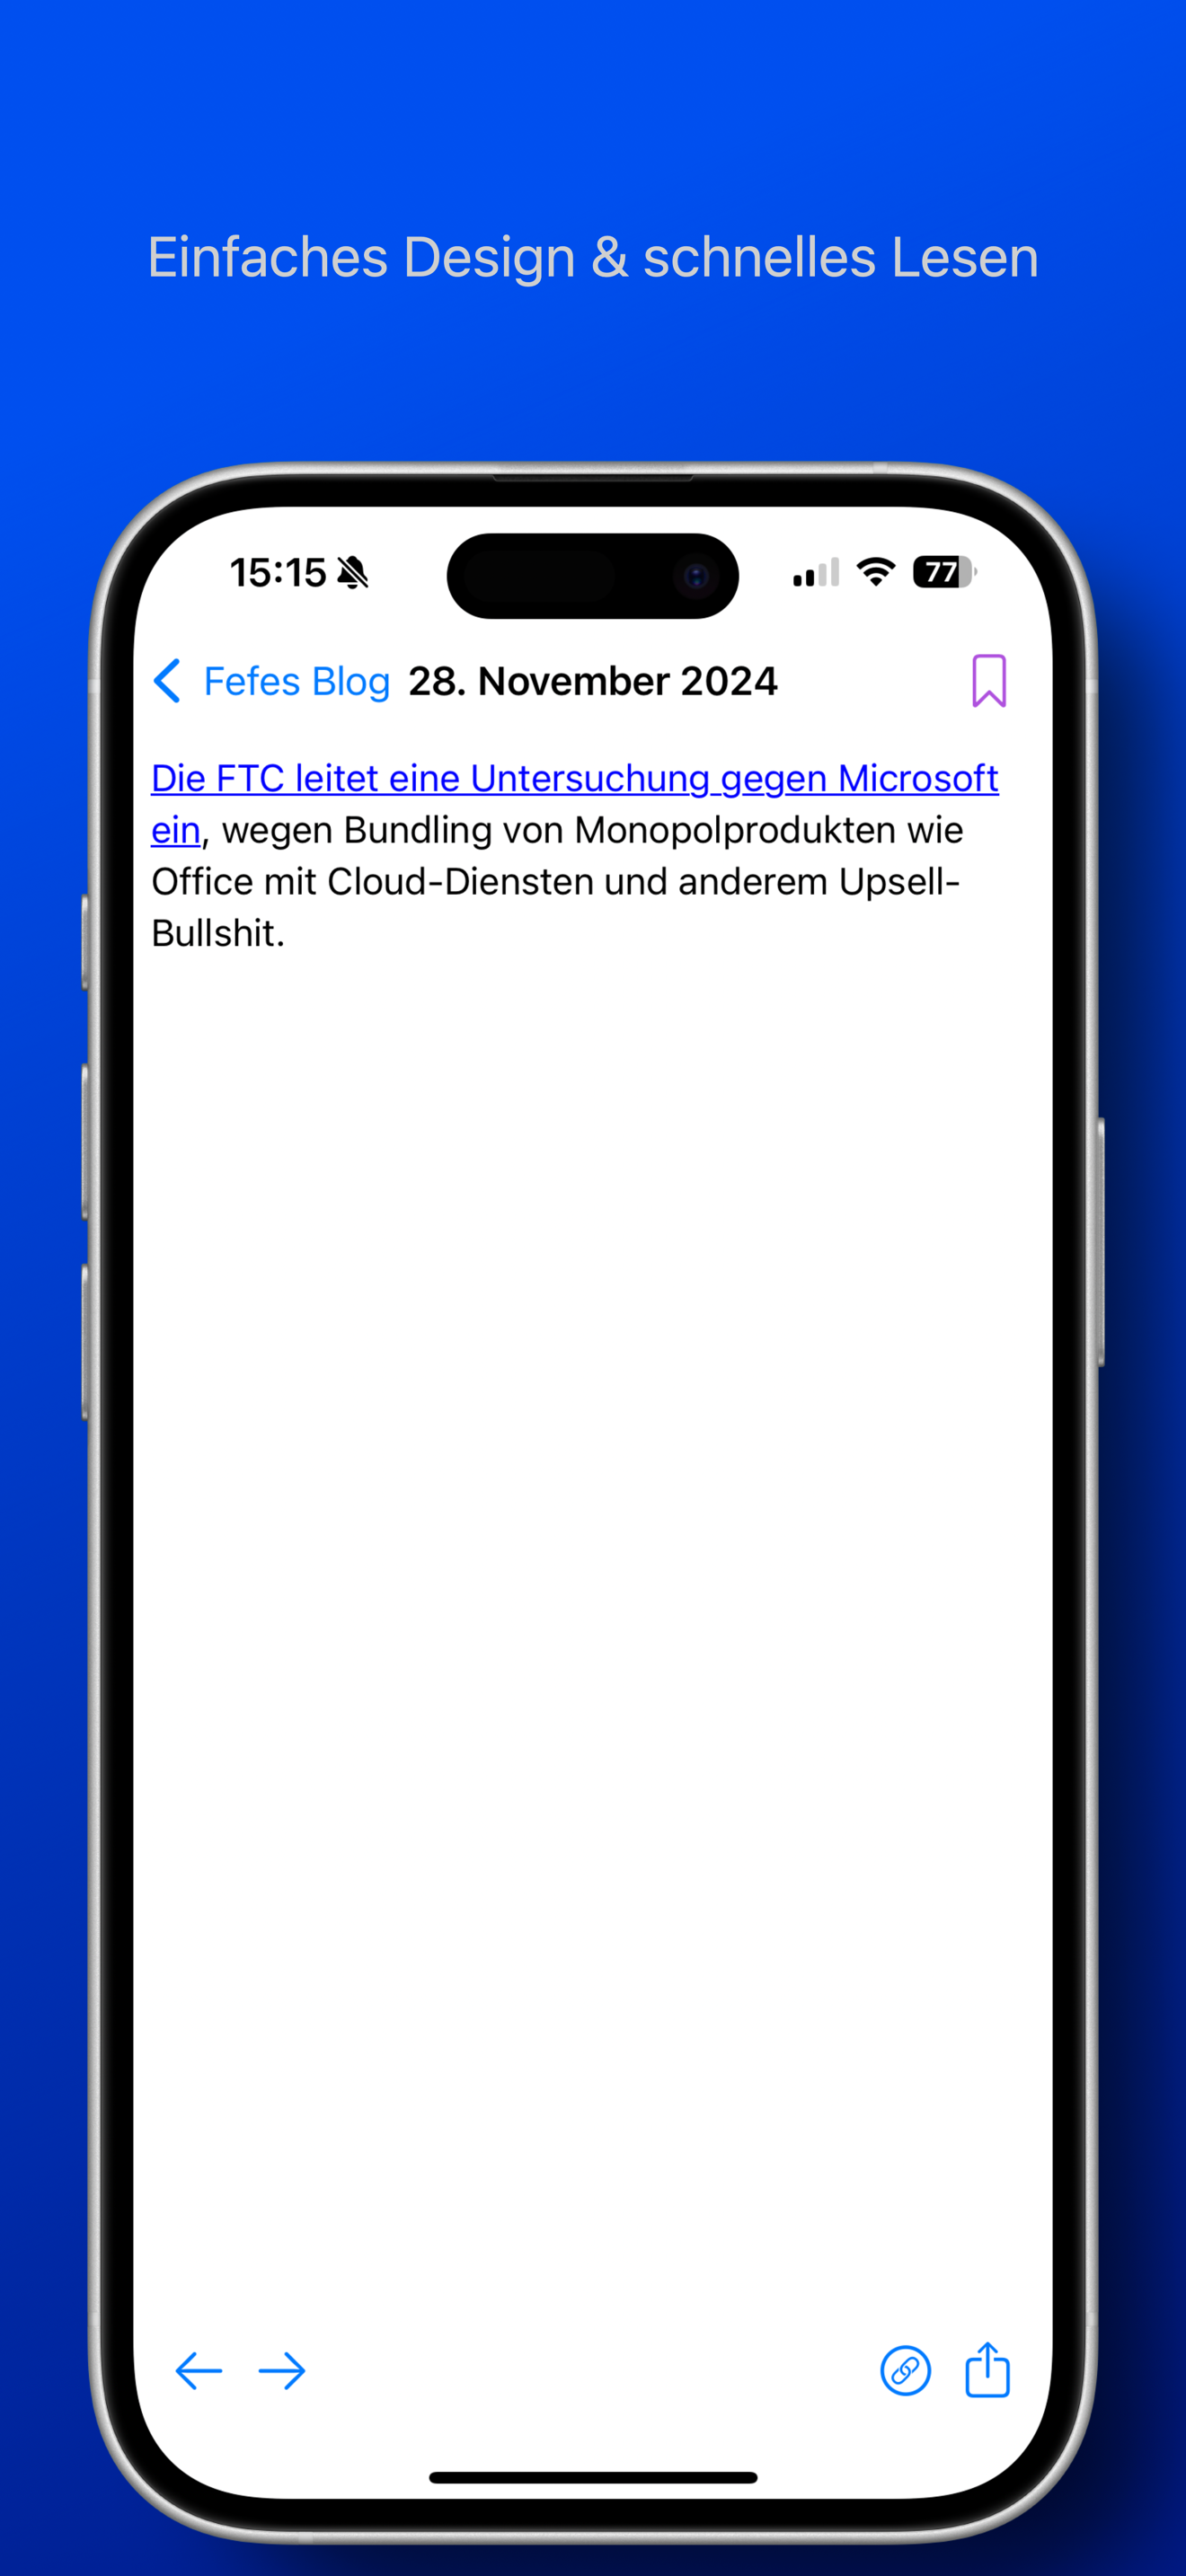 Einfaches Design & schnelles Lesen
15:15 77
Fefes Blog 28. November 2024
Die FTC leitet eine Untersuchung gegen Microsoft
ein, wegen Bundling von Monopolprodukten wie
Office mit Cloud-Diensten und anderem Upsell-
Bullshit.